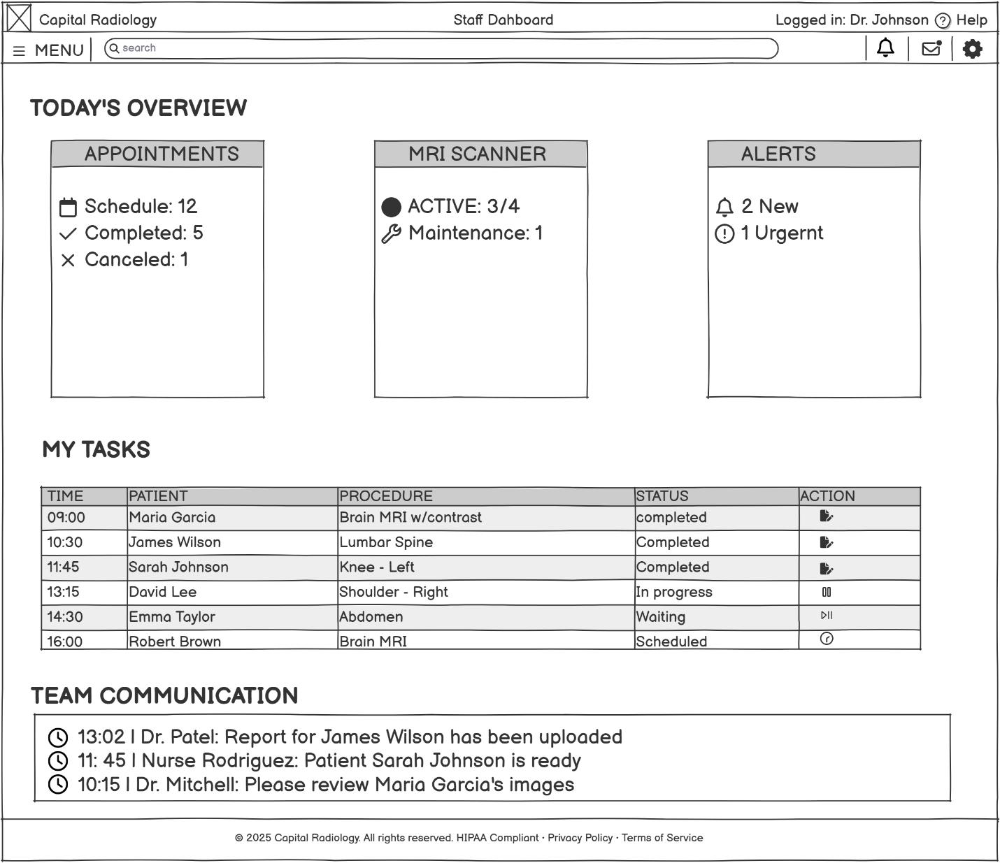 Capital Radiology Staff Dahboard Logged in: Dr. Johnson ? Help
MENU search
TODAY'S OVERVIEW
APPOINTMENTS
Schedule: 12
Completed: 5
Canceled: 1
MRI SCANNER
ACTIVE: 3/4
Maintenance: 1
ALERTS
2 New
1 Urgernt
MY TASKS
TIME PATIENT PROCEDURE STATUS ACTION
09:00 Maria Garcia Brain MRI w/contrast completed
10:30 James Wilson Lumbar Spine Completed
11:45 Sarah Johnson Knee - Left Completed
13:15 David Lee Shoulder - Right In progress
14:30 Emma Taylor Abdomen Waiting
16:00 Robert Brown Brain MRI Scheduled
TEAM COMMUNICATION
13:02 | Dr. Patel: Report for James Wilson has been uploaded
11: 45 | Nurse Rodriguez: Patient Sarah Johnson is ready
10:15 | Dr. Mitchell: Please review Maria Garcia's images
© 2025 Capital Radiology. All rights reserved. HIPAA Compliant · Privacy Policy · Terms of Service